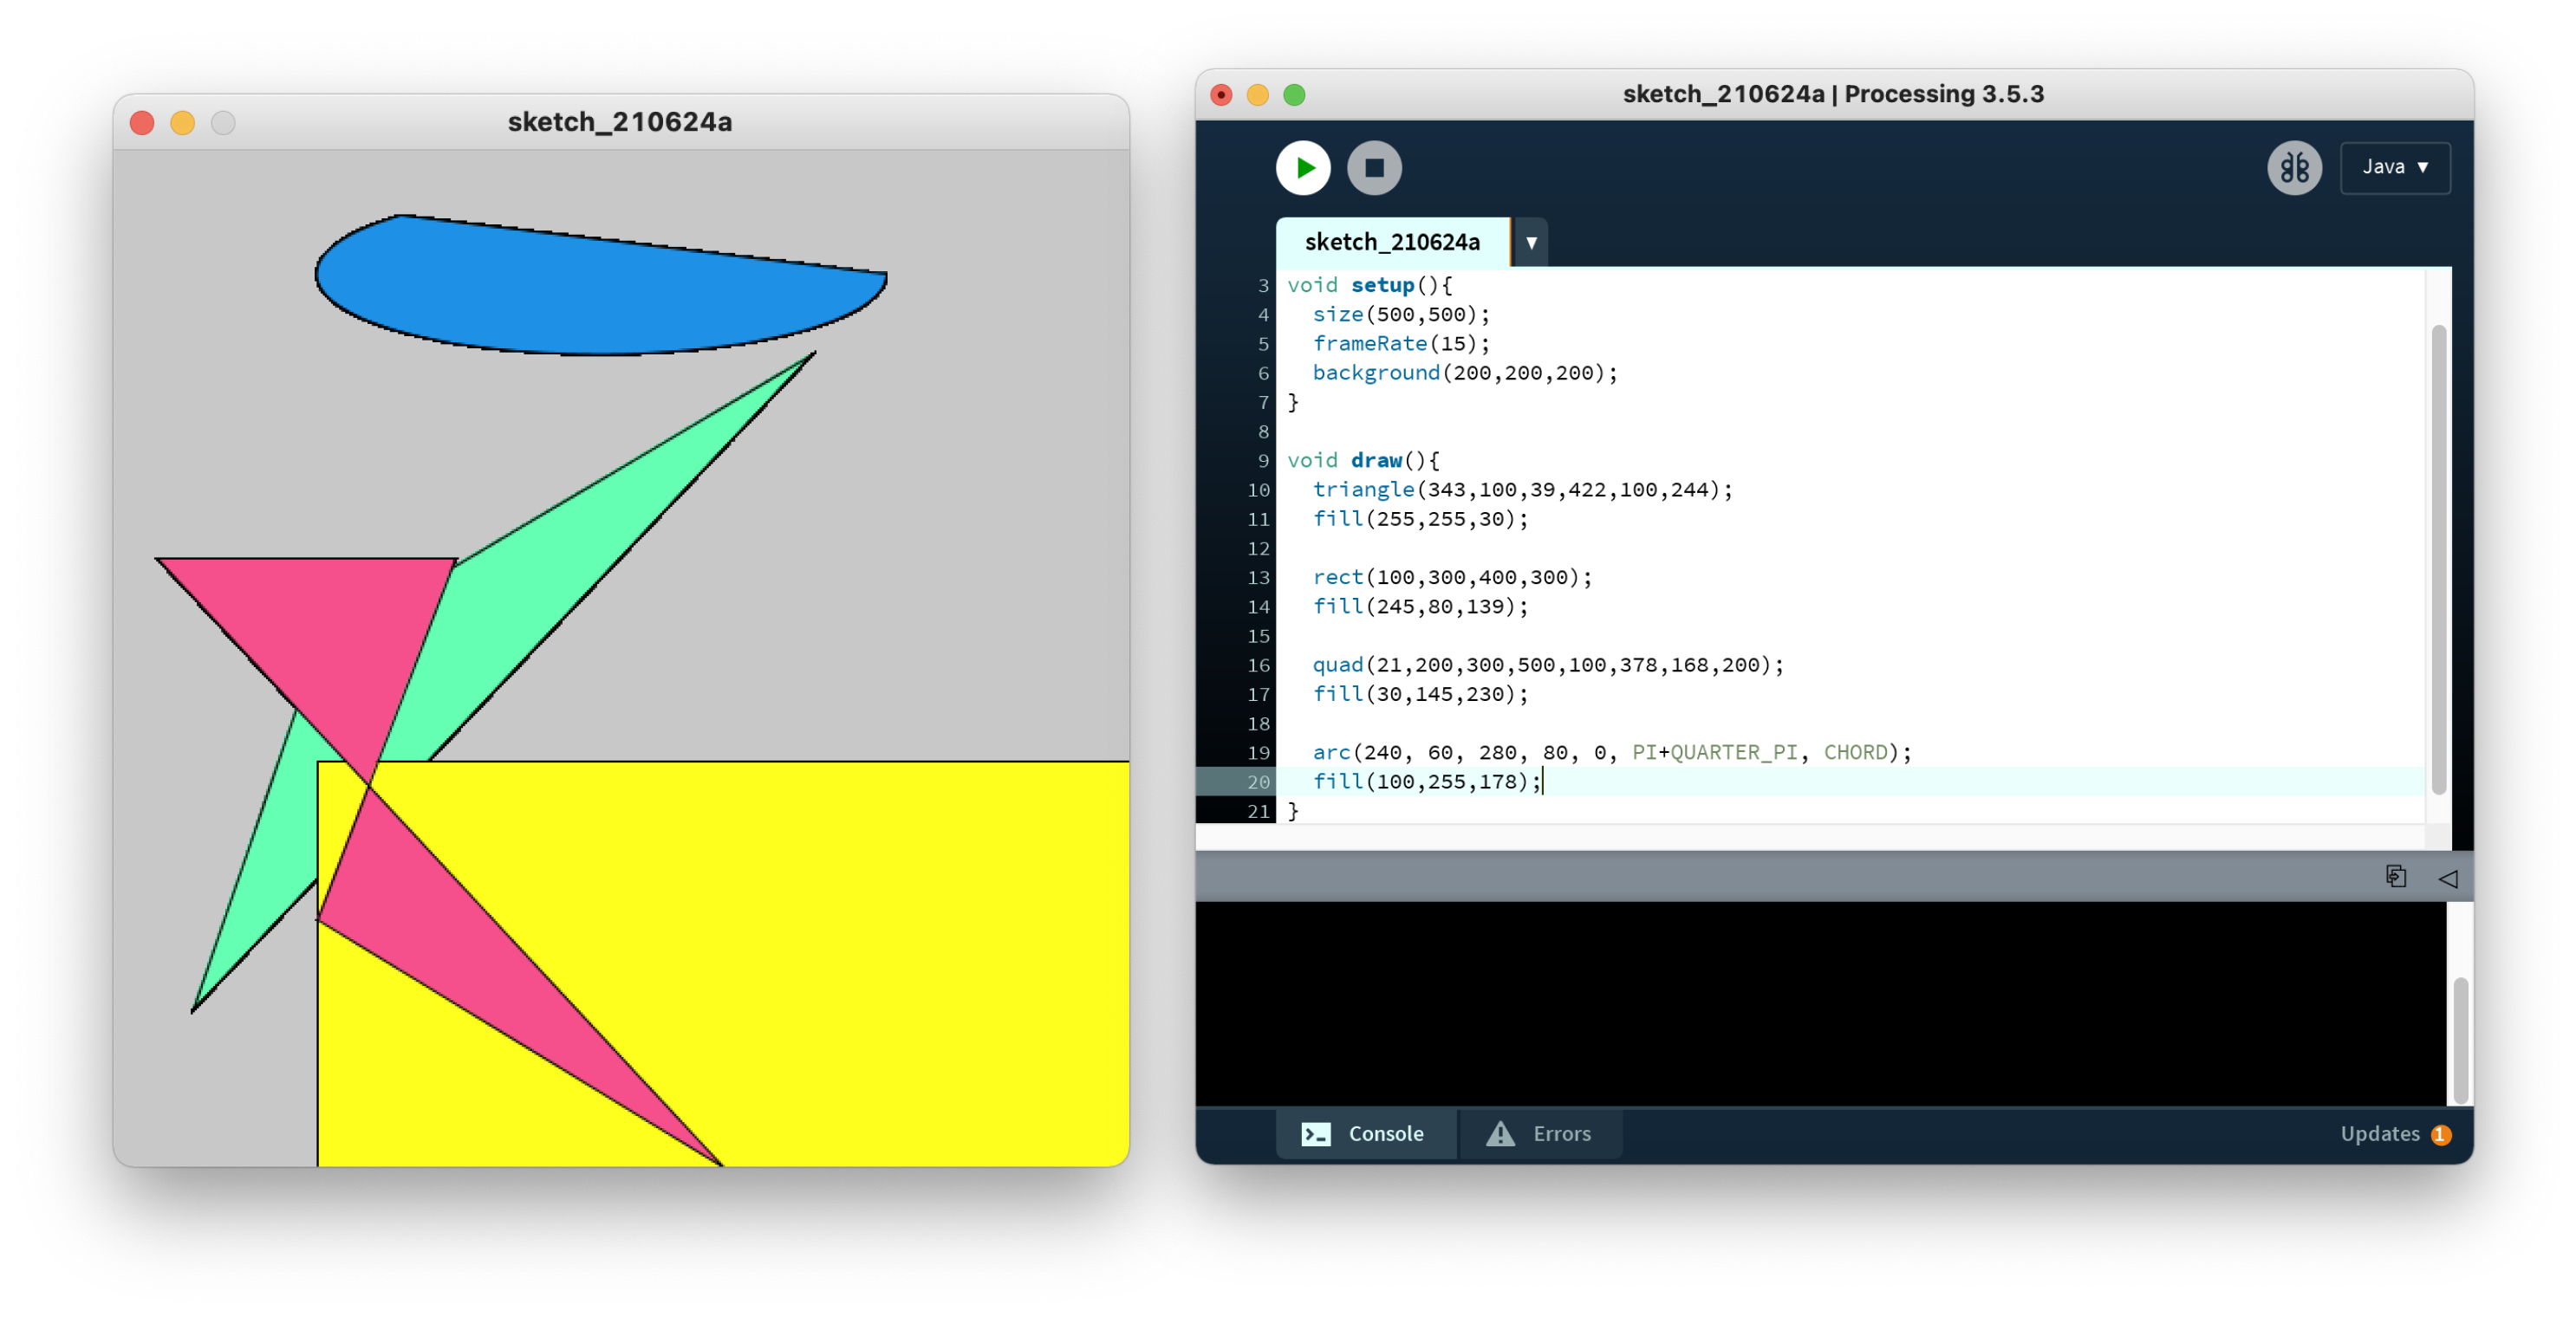 sketch_210624a
sketch_210624a | Processing 3.5.3
Java ▼
sketch_210624a ▼
3 void setup(){
4   size(500,500);
5   frameRate(15);
6   background(200,200,200);
7 }
8
9 void draw(){
10   triangle(343,100,39,422,100,244);
11   fill(255,255,30);
12
13   rect(100,300,400,300);
14   fill(245,80,139);
15
16   quad(21,200,300,500,100,378,168,200);
17   fill(30,145,230);
18
19   arc(240, 60, 280, 80, 0, PI+QUARTER_PI, CHORD);
20   fill(100,255,178);
21 }
Console Errors Updates 1